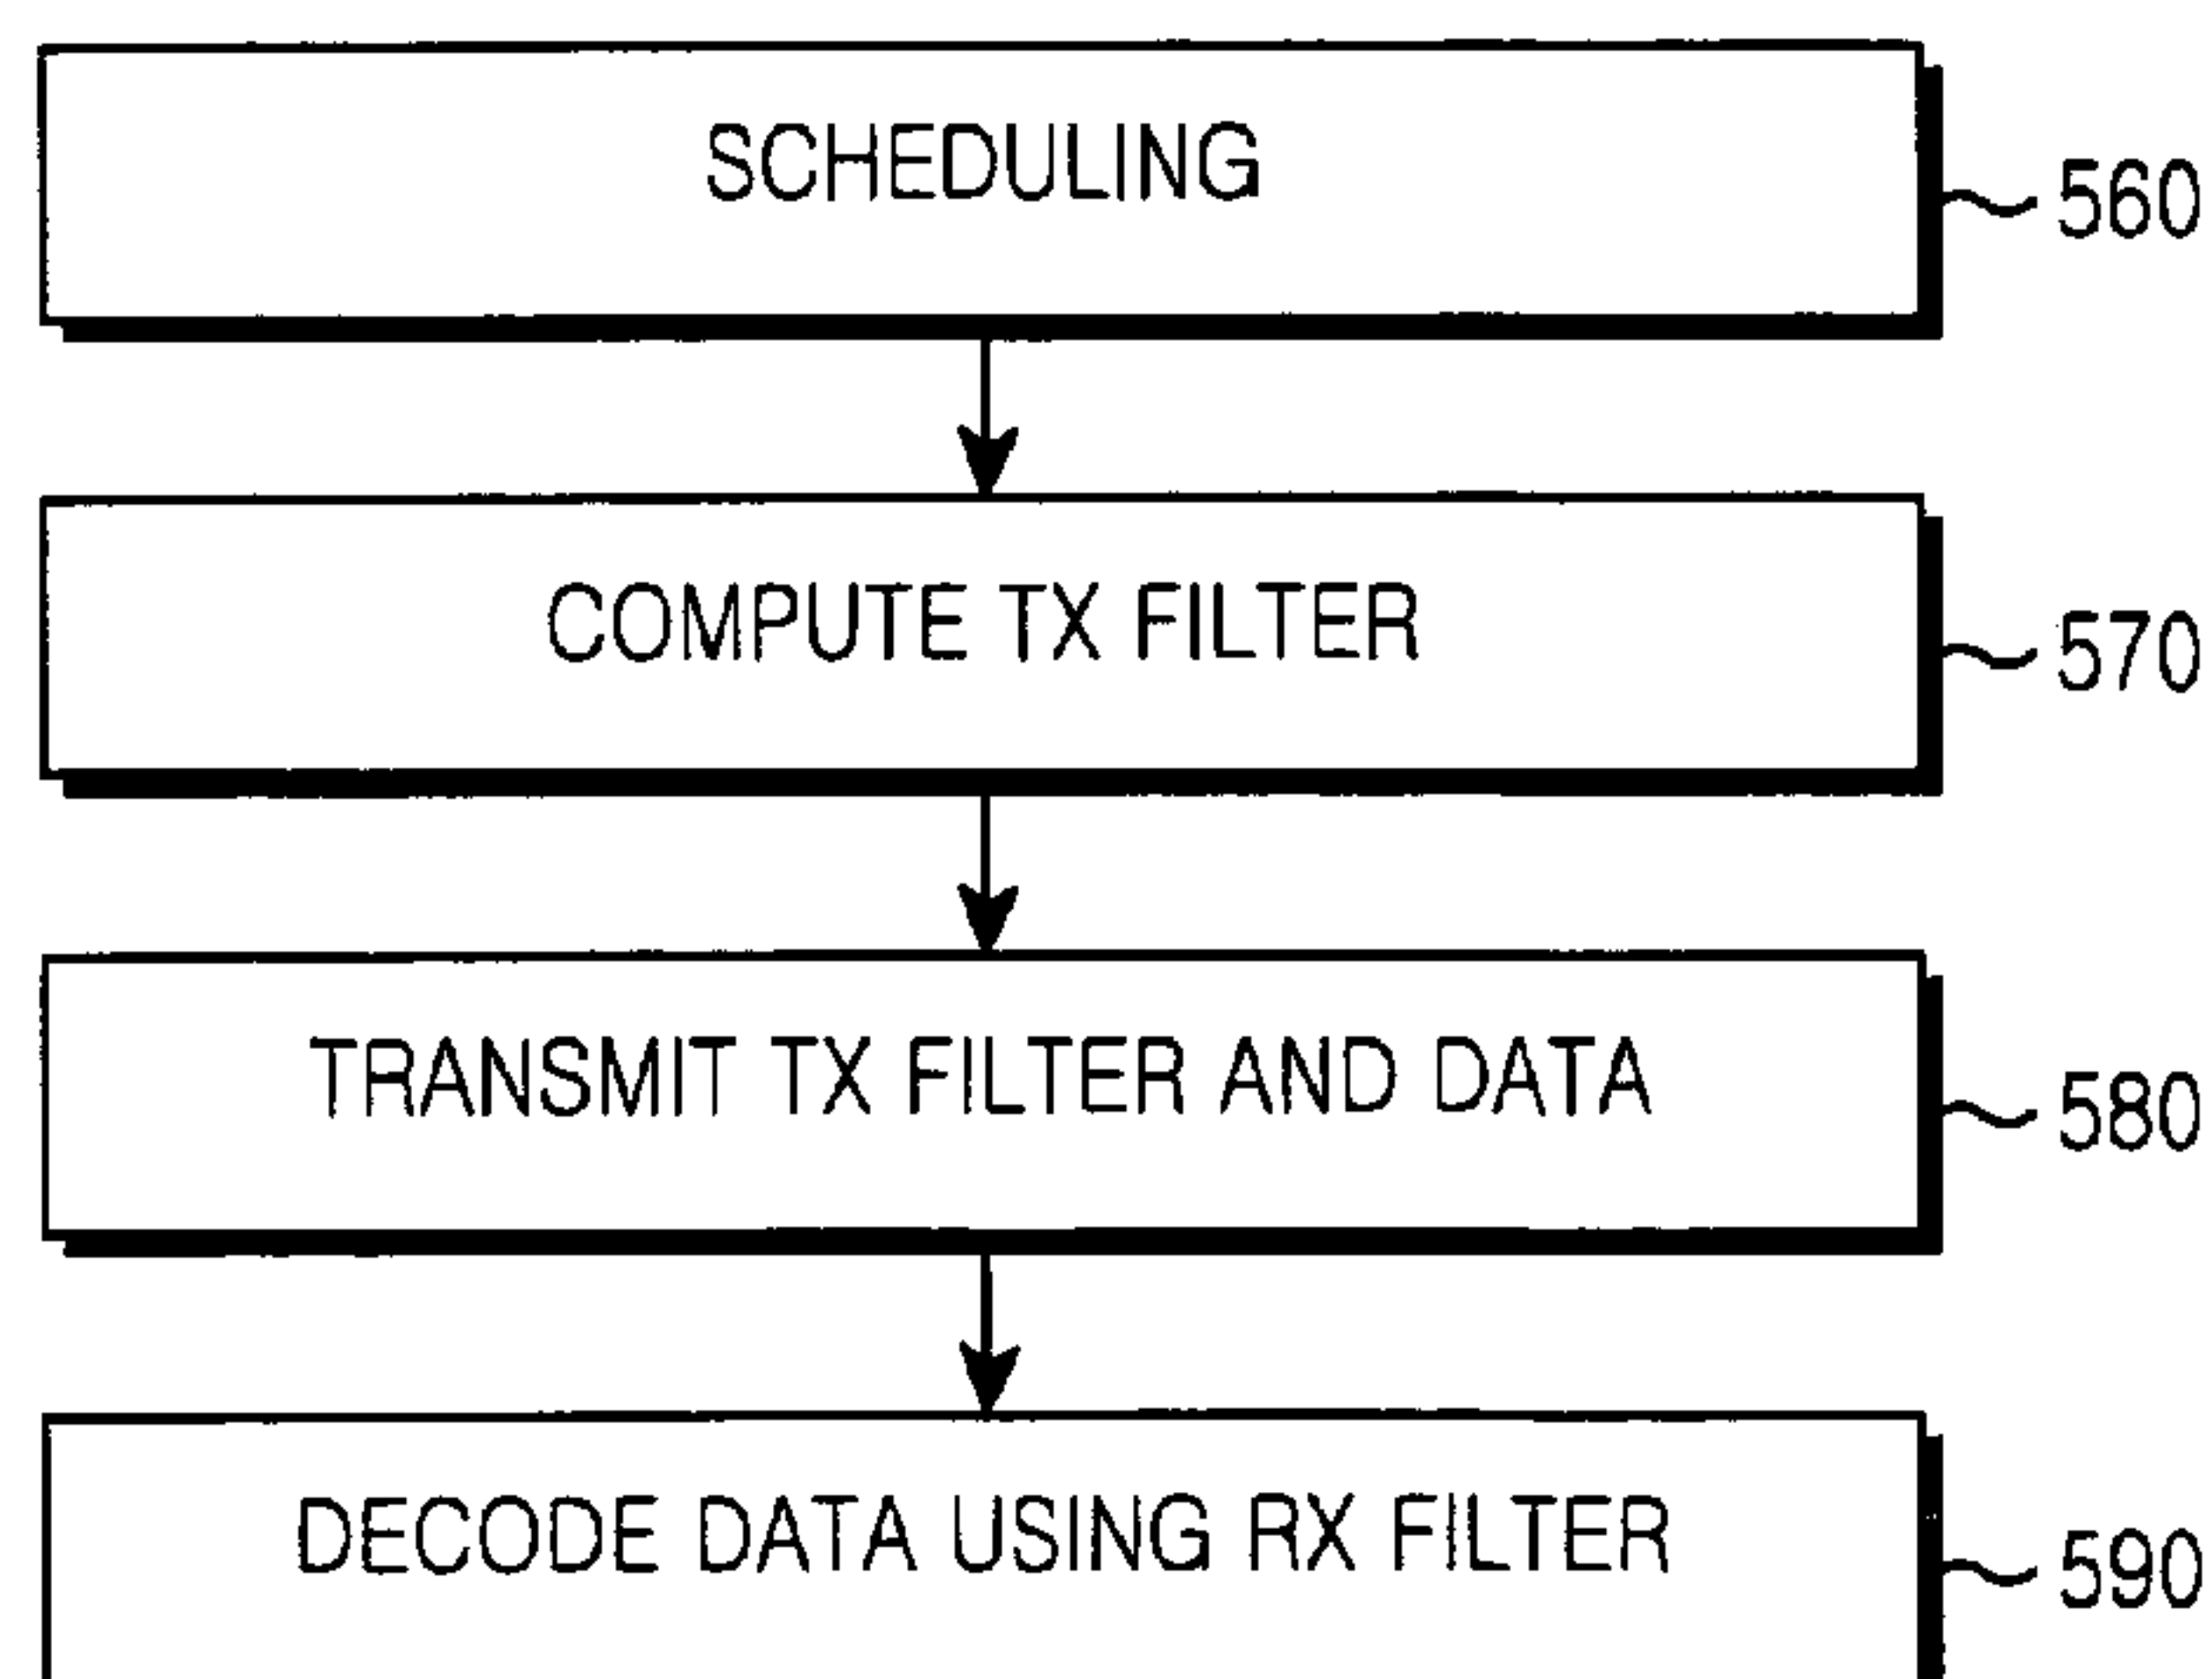 SCHEDULING
560
COMPUTE TX FILTER
570
TRANSMIT TX FILTER AND DATA
580
DECODE DATA USING RX FILTER
590